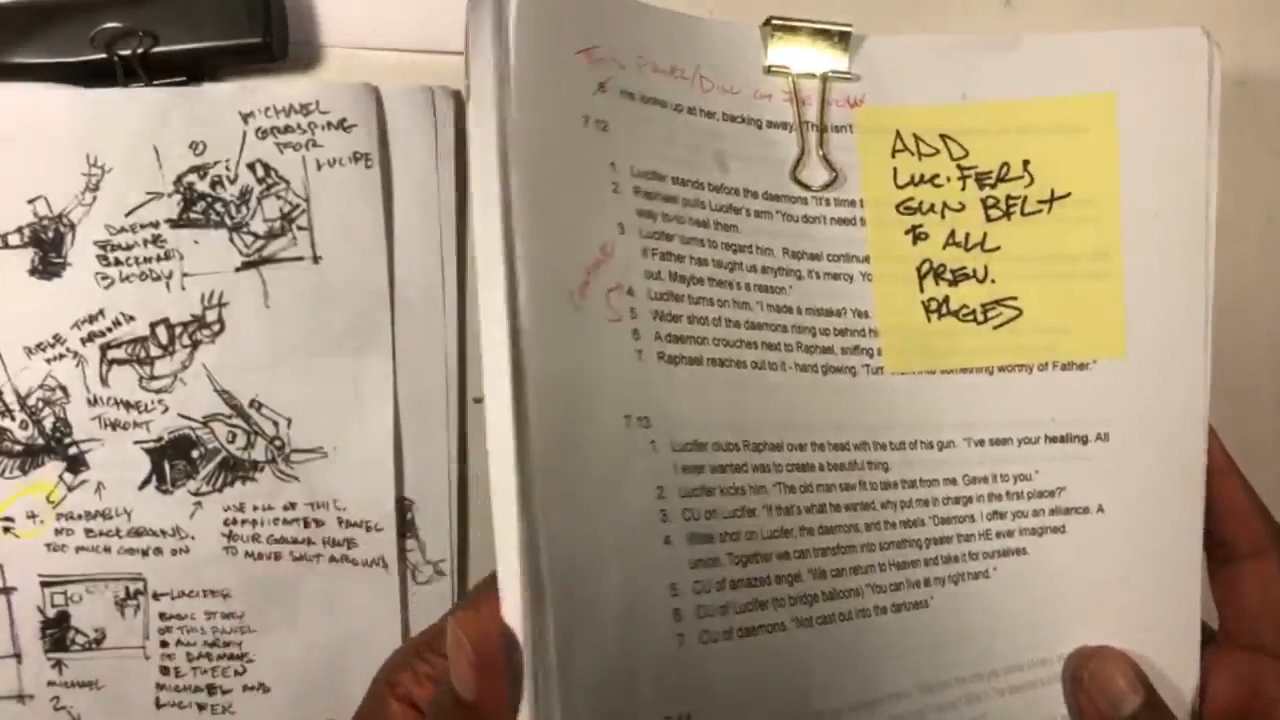 MICHAEL
GRASPING
FOR
LUCIFE
DAEMON
FALLING
BACKWARDS
BLOODY
RIFLE THAT
WAS AROUND
MICHAEL'S
THROAT
4. PROBABLY
NO BACKGROUND.
TOO MUCH GOING ON
USE ALL OF THIS.
COMPLICATED PANEL
YOUR GONNA HAVE
TO MOVE SHIT AROUND
LUCIFER
BASIC STORY
OF THIS PANEL
AN ARMY
OF DAEMONS
BETWEEN
MICHAEL AND
LUCIFER
MICHAEL
2.
up at her, backing away. "This isn't
7.12
1. Lucifer stands before the daemons "It's time
2. Raphael pulls Lucifer's arm "You don't need
way to heal them.
3. Lucifer turns to regard him. Raphael continue
if Father has taught us anything, it's mercy. Yo
out. Maybe there's a reason."
4. Lucifer turns on him. "I made a mistake? Yes.
5. Wider shot of the daemons rising up behind hi
6. A daemon crouches next to Raphael, sniffing
7. Raphael reaches out to it - hand glowing. "Turn something worthy of Father."
ADD
LUCIFERS
GUN BELT
TO ALL
PREV.
PAGES
7.13
1. Lucifer clubs Raphael over the head with the butt of his gun. "I've seen your healing. All
I ever wanted was to create a beautiful thing.
2. Lucifer kicks him. "The old man saw fit to take that from me. Gave it to you."
3. CU on Lucifer. "If that's what he wanted, why put me in charge in the first place?"
4. Wide shot on Lucifer, the daemons, and the rebels. "Daemons. I offer you an alliance. A
union. Together we can transform into something greater than HE ever imagined.
5. CU of amazed angel. "We can return to Heaven and take it for ourselves.
6. CU of Lucifer (to bridge balloons) "You can live at my right hand."
7. CU of daemons. "Not cast out into the darkness."